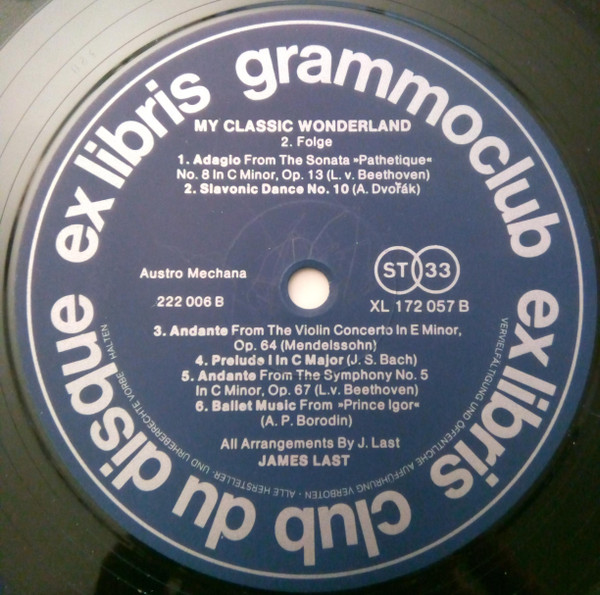 ex libris grammoclub
ex libris club du disque
MY CLASSIC WONDERLAND
2. Folge
1. Adagio From The Sonata »Pathetique«
No. 8 In C Minor, Op. 13 (L. v. Beethoven)
2. Slavonic Dance No. 10 (A. Dvořák)
Austro Mechana
222 006 B
ST 33
XL 172 057 B
3. Andante From The Violin Concerto In E Minor,
Op. 64 (Mendelssohn)
4. Prelude I In C Major (J. S. Bach)
5. Andante From The Symphony No. 5
In C Minor, Op. 67 (L.v. Beethoven)
6. Ballet Music From »Prince Igor«
(A. P. Borodin)
All Arrangements By J. Last
JAMES LAST
VERVIELFÄLTIGUNG UND ÖFFENTLICHE AUFFÜHRUNG VERBOTEN · ALLE HERSTELLER- UND URHEBERRECHTE VORBEHALTEN